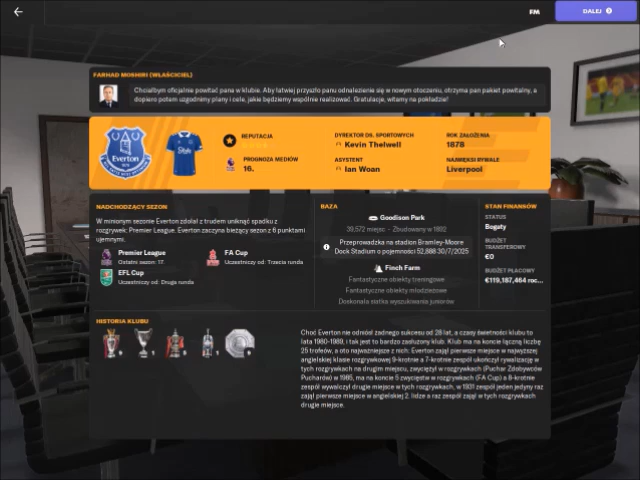 FM
DALEJ
FARHAD MOSHIRI (WŁAŚCICIEL)
Chciałbym oficjalnie powitać pana w klubie. Aby łatwiej przyszło panu odnalezienie się w nowym otoczeniu, otrzyma pan pakiet powitalny, a
dopiero potem uzgodnimy plany i cele, jakie będziemy wspólnie realizować. Gratulacje, witamy na pokładzie!
Everton
REPUTACJA
PROGNOZA MEDIÓW
16.
DYREKTOR DS. SPORTOWYCH
Kevin Thelwell
ASYSTENT
Ian Woan
ROK ZAŁOŻENIA
1878
NAJWIĘKSI RYWALE
Liverpool
NADCHODZĄCY SEZON
W minionym sezonie Everton zdołał z trudem uniknąć spadku z
rozgrywek: Premier League. Everton zaczyna bieżący sezon z 6 punktami
ujemnymi.
Premier League
Ostatni sezon: 17.
FA Cup
Uczestniczy od: Trzecia runda
EFL Cup
Uczestniczy od: Druga runda
BAZA
Goodison Park
39,572 miejsc - Zbudowany w 1892
Przeprowadzka na stadion Bramley-Moore
Dock Stadium o pojemności 52,888 30/7/2025
Finch Farm
Fantastyczne obiekty treningowe
Fantastyczne obiekty młodzieżowe
Doskonała siatka wyszukiwania juniorów
STAN FINANSÓW
STATUS
Bogaty
BUDŻET
TRANSFEROWY
€0
BUDŻET PŁACOWY
€119,187,464 roc...
HISTORIA KLUBU
Choć Everton nie odniósł żadnego sukcesu od 28 lat, a czasy świetności klubu to
lata 1980-1989, i tak jest to bardzo zasłużony klub. Klub ma na koncie łączną liczbę
25 trofeów, a oto najważniejsze z nich: Everton zajął pierwsze miejsce w najwyższej
angielskiej klasie rozgrywkowej 9-krotnie a 7-krotnie zespół ukończył rywalizację w
tych rozgrywkach na drugim miejscu, zwyciężył w rozgrywkach (Puchar Zdobywców
Pucharów) w 1985, ma na koncie 5 zwycięstw w rozgrywkach (FA Cup) a 8-krotnie
zespół wywalczył drugie miejsce w tych rozgrywkach, w 1931 zespół jeden jedyny raz
zajął pierwsze miejsce w angielskiej 2. lidze a raz zespół zajął w tych rozgrywkach
drugie miejsce.